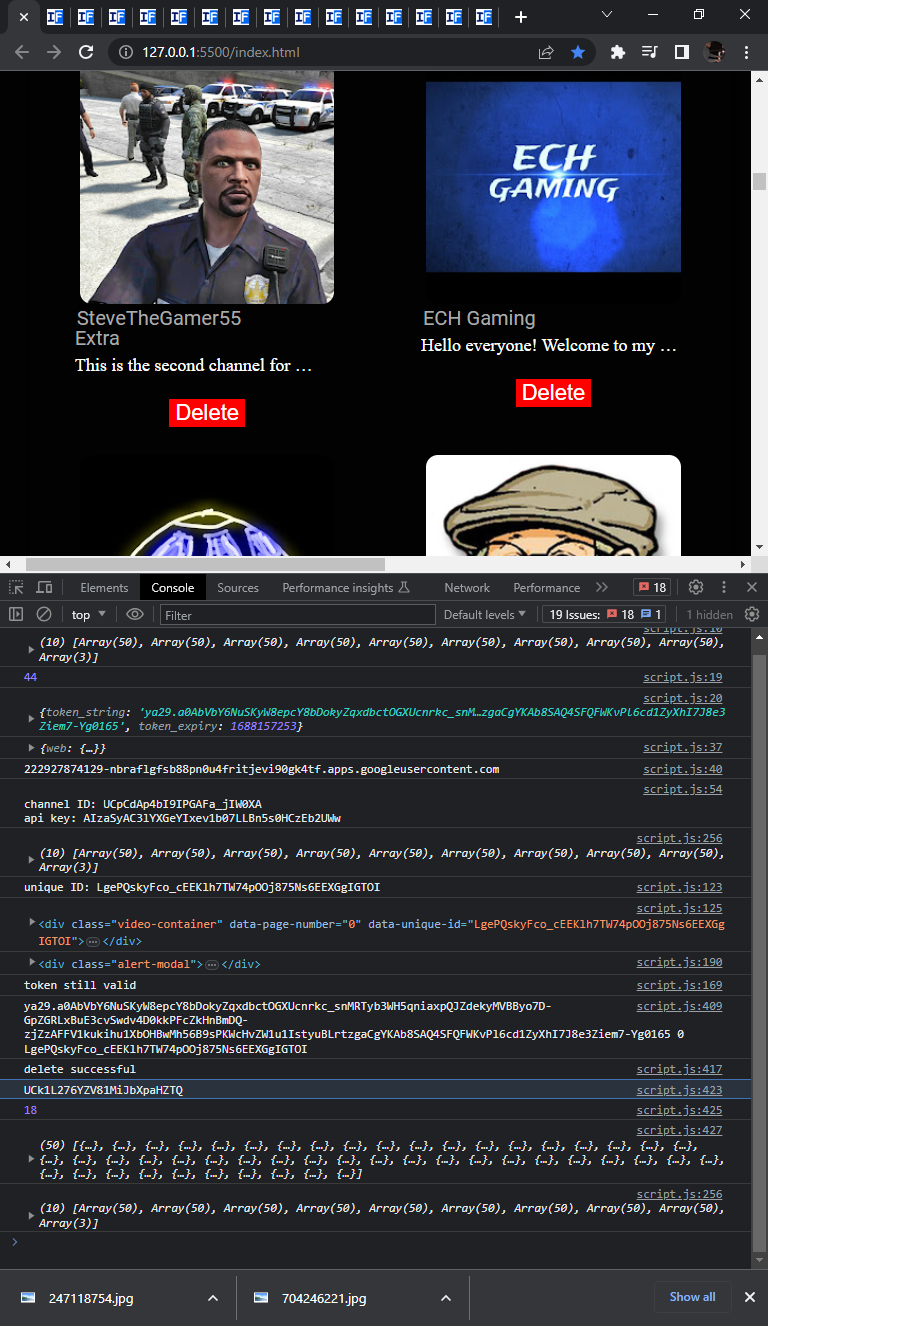 127.0.0.1:5500/index.html
ECH
GAMING
SteveTheGamer55
Extra
This is the second channel for …
Delete
ECH Gaming
Hello everyone! Welcome to my …
Delete
Elements Console Sources Performance insights Network Performance 18
top Filter Default levels 19 Issues: 18 1 1 hidden
script.js:10
(10) [Array(50), Array(50), Array(50), Array(50), Array(50), Array(50), Array(50), Array(50), Array(50),
Array(3)]
44 script.js:19
script.js:20
{token_string: 'ya29.a0AbVbY6NuSKyW8epcY8bDokyZqxdbctOGXUcnrkc_snM…zgaCgYKAb8SAQ4SFQFWKvPl6cd1ZyXhI7J8e3
Ziem7-Yg0165', token_expiry: 1688157253}
{web: {…}} script.js:37
222927874129-nbraflgfsb88pn0u4fritjevi90gk4tf.apps.googleusercontent.com script.js:40
script.js:54
channel ID: UCpCdAp4bI9IPGAFa_jIW0XA
api key: AIzaSyAC3lYXGeYIxev1b07LLBn5s0HCzEb2UWw
script.js:256
(10) [Array(50), Array(50), Array(50), Array(50), Array(50), Array(50), Array(50), Array(50), Array(50),
Array(3)]
unique ID: LgePQskyFco_cEEKlh7TW74pOOj875Ns6EEXGgIGTOI script.js:123
script.js:125
<div class="video-container" data-page-number="0" data-unique-id="LgePQskyFco_cEEKlh7TW74pOOj875Ns6EEXGg
IGTOI">…</div>
<div class="alert-modal">…</div> script.js:190
token still valid script.js:169
ya29.a0AbVbY6NuSKyW8epcY8bDokyZqxdbctOGXUcnrkc_snMRTyb3WH5qniaxpQJZdekyMVBByo7D- script.js:409
GpZGRLxBuE3cvSwdv4D0kkPFcZkHnBmDQ-
zjZzAFFV1kukihu1XbOHBwMh56B9sPKWcHvZW1u1IstyuBLrtzgaCgYKAb8SAQ4SFQFWKvPl6cd1ZyXhI7J8e3Ziem7-Yg0165 0
LgePQskyFco_cEEKlh7TW74pOOj875Ns6EEXGgIGTOI
delete successful script.js:417
UCk1L276YZV81MiJbXpaHZTQ script.js:423
18 script.js:425
script.js:427
(50) [{…}, {…}, {…}, {…}, {…}, {…}, {…}, {…}, {…}, {…}, {…}, {…}, {…}, {…}, {…}, {…}, {…}, {…}, {…},
{…}, {…}, {…}, {…}, {…}, {…}, {…}, {…}, {…}, {…}, {…}, {…}, {…}, {…}, {…}, {…}, {…}, {…}, {…}, {…}, {…},
{…}, {…}, {…}, {…}, {…}, {…}, {…}, {…}, {…}, {…}]
script.js:256
(10) [Array(50), Array(50), Array(50), Array(50), Array(50), Array(50), Array(50), Array(50), Array(50),
Array(3)]
247118754.jpg 704246221.jpg Show all